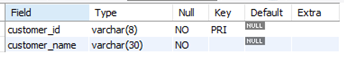 Field Type Null Key Default Extra
customer_id varchar(8) NO PRI NULL
customer_name varchar(30) NO NULL